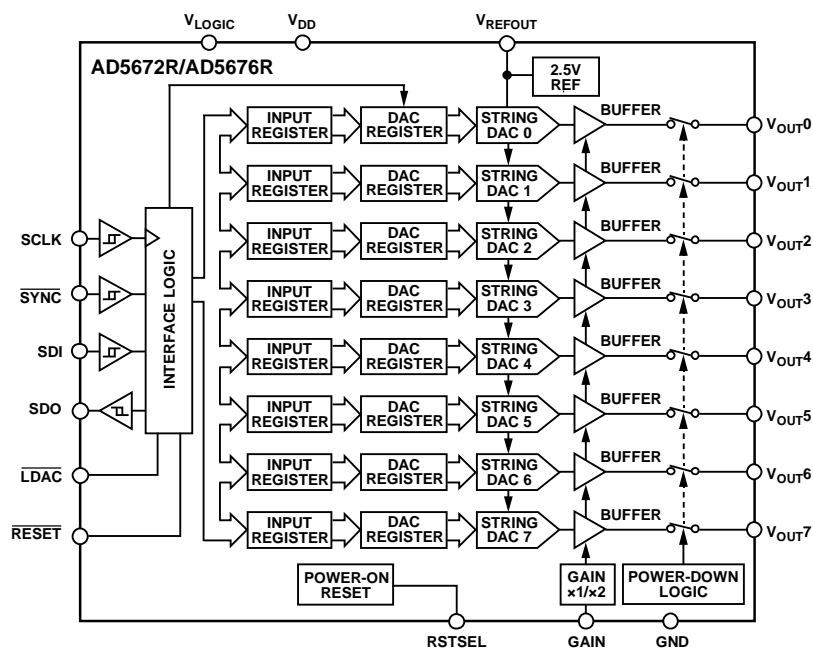 VLOGIC VDD VREFOUT
AD5672R/AD5676R
2.5V
REF
INPUT REGISTER DAC REGISTER STRING DAC 0 BUFFER VOUT0
INPUT REGISTER DAC REGISTER STRING DAC 1 BUFFER VOUT1
SCLK INPUT REGISTER DAC REGISTER STRING DAC 2 BUFFER VOUT2
SYNC INPUT REGISTER DAC REGISTER STRING DAC 3 BUFFER VOUT3
INTERFACE LOGIC
SDI INPUT REGISTER DAC REGISTER STRING DAC 4 BUFFER VOUT4
SDO INPUT REGISTER DAC REGISTER STRING DAC 5 BUFFER VOUT5
LDAC INPUT REGISTER DAC REGISTER STRING DAC 6 BUFFER VOUT6
RESET INPUT REGISTER DAC REGISTER STRING DAC 7 BUFFER VOUT7
POWER-ON RESET GAIN ×1/×2 POWER-DOWN LOGIC
RSTSEL GAIN GND